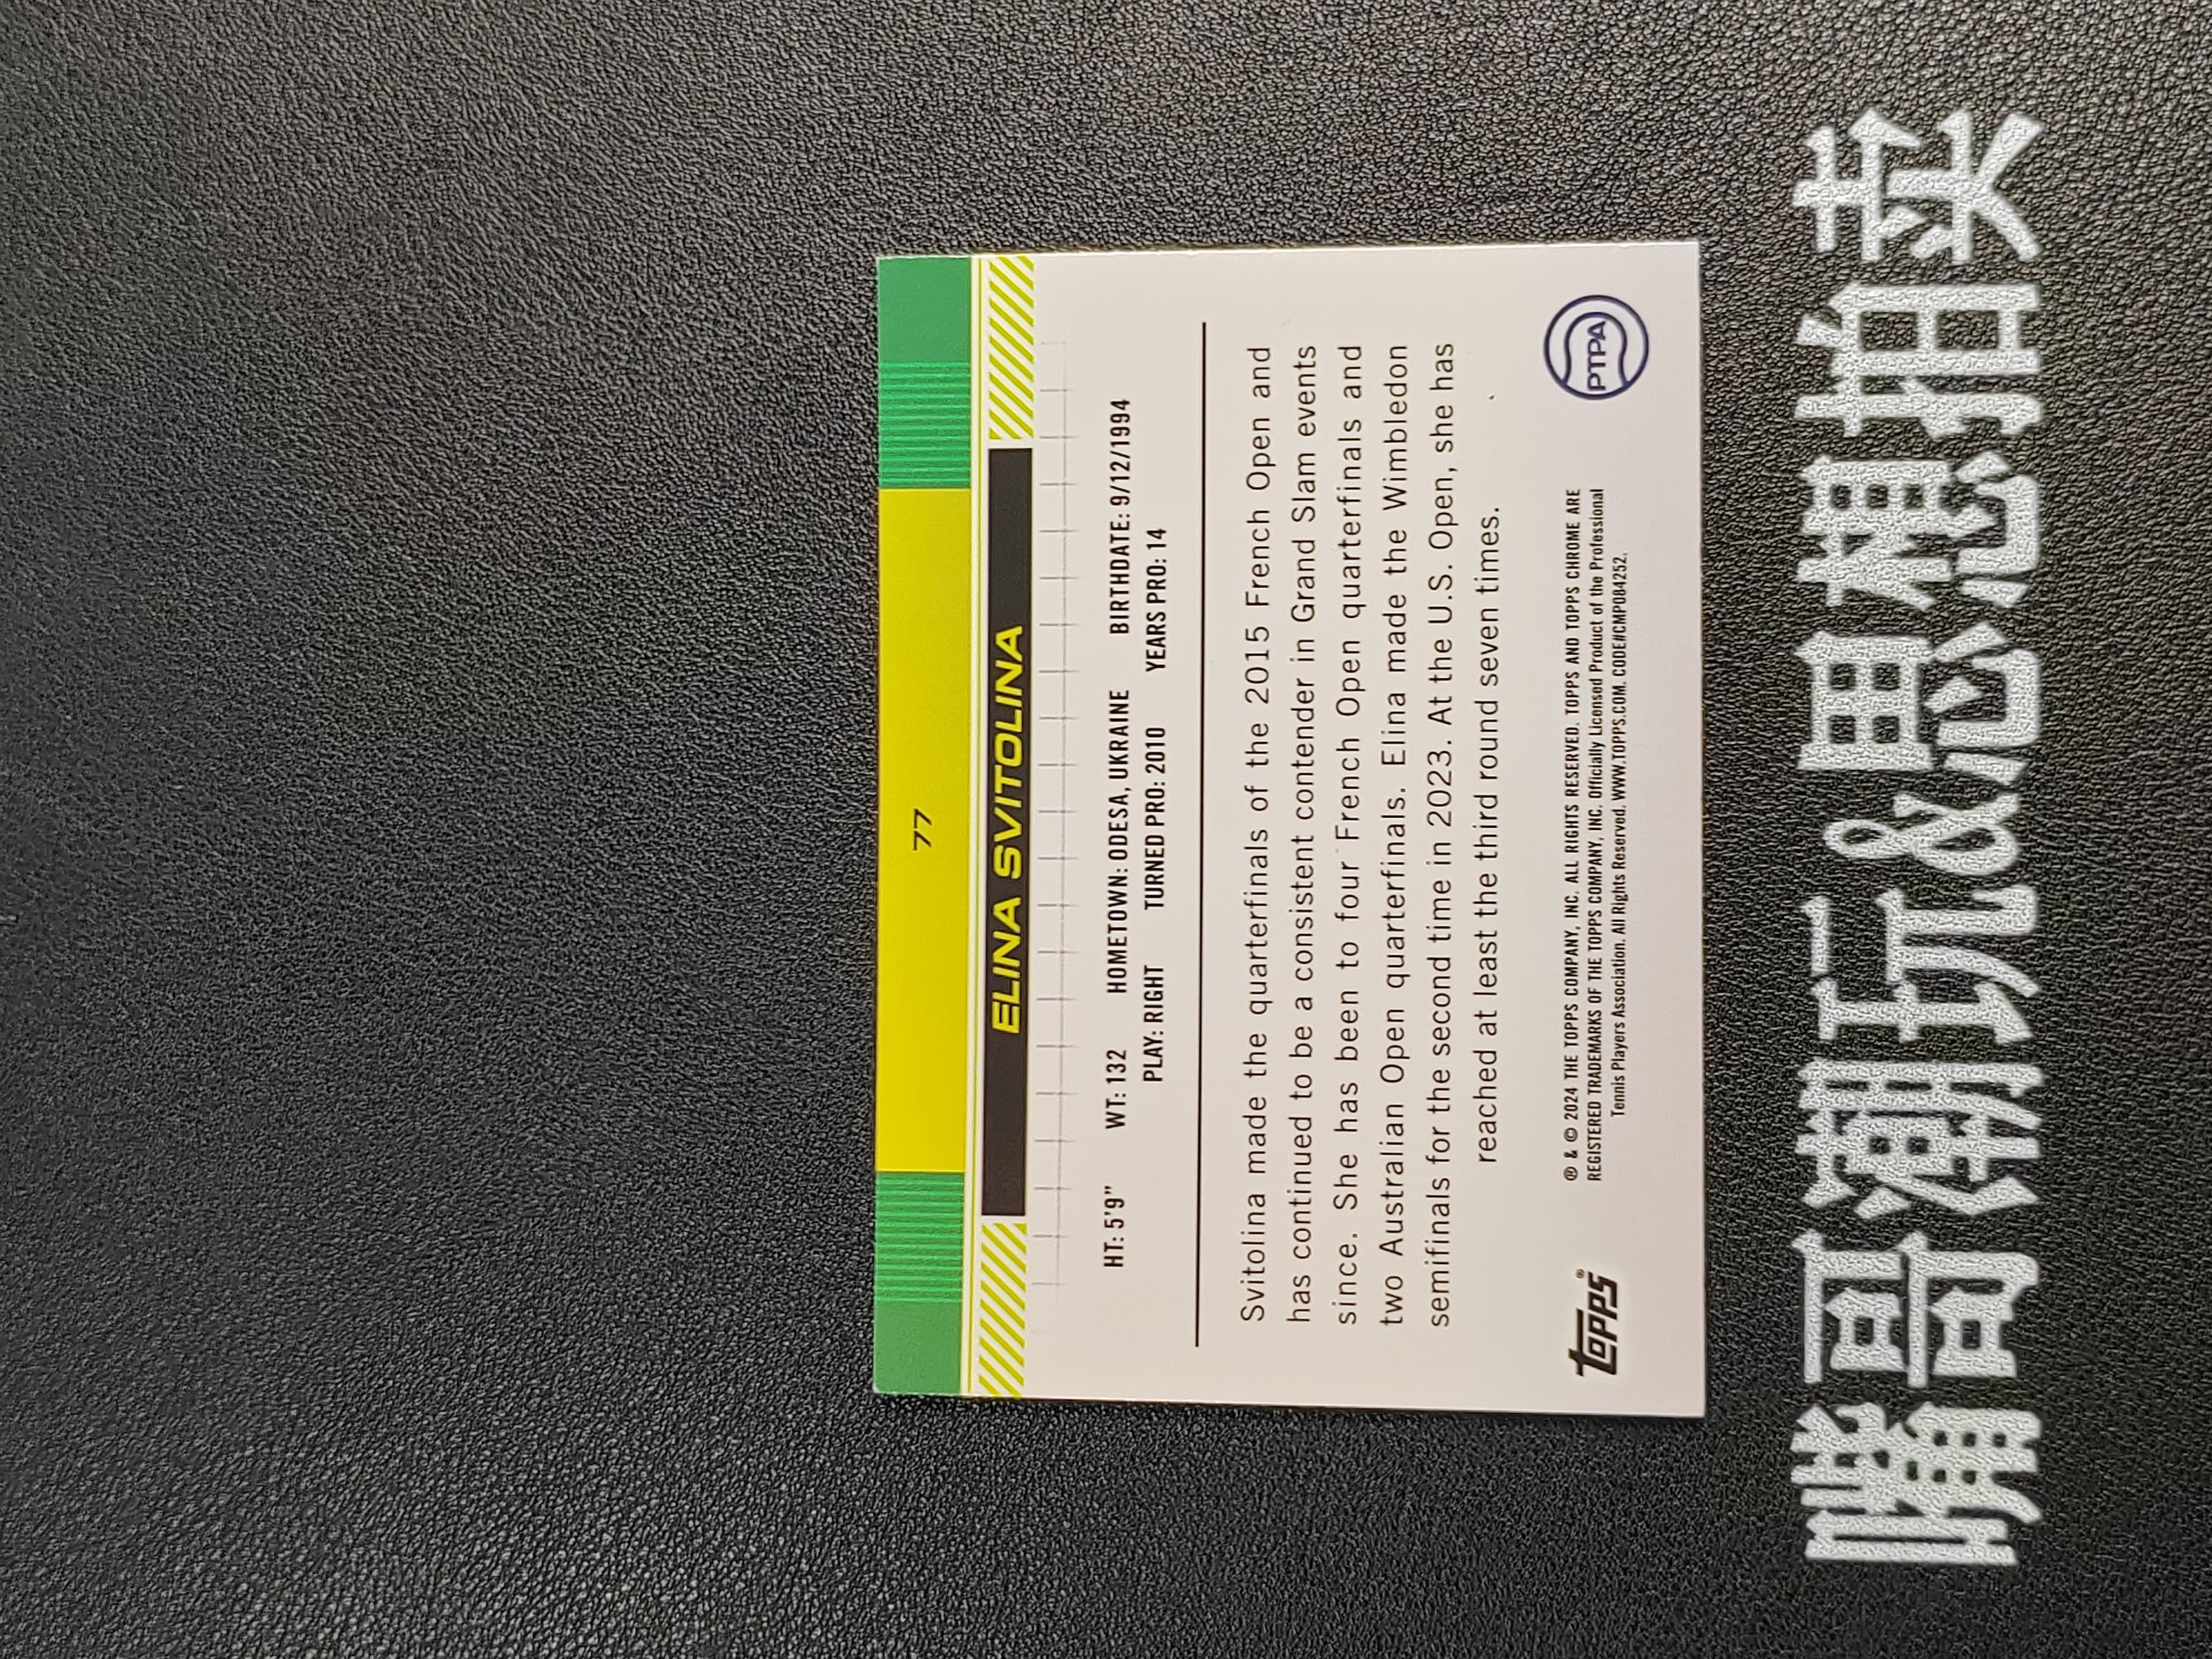 77
ELINA SVITOLINA
HT: 5'9" WT: 132 HOMETOWN: ODESA, UKRAINE BIRTHDATE: 9/12/1994
PLAY: RIGHT TURNED PRO: 2010 YEARS PRO: 14
Svitolina made the quarterfinals of the 2015 French Open and
has continued to be a consistent contender in Grand Slam events
since. She has been to four French Open quarterfinals and
two Australian Open quarterfinals. Elina made the Wimbledon
semifinals for the second time in 2023. At the U.S. Open, she has
reached at least the third round seven times.
topps®
® & © 2024 THE TOPPS COMPANY, INC. ALL RIGHTS RESERVED. TOPPS AND TOPPS CHROME ARE
REGISTERED TRADEMARKS OF THE TOPPS COMPANY, INC. Officially Licensed Product of the Professional
Tennis Players Association. All Rights Reserved. WWW.TOPPS.COM. CODE#CMP084252.
PTPA
嘴哥潮玩&思想拍卖